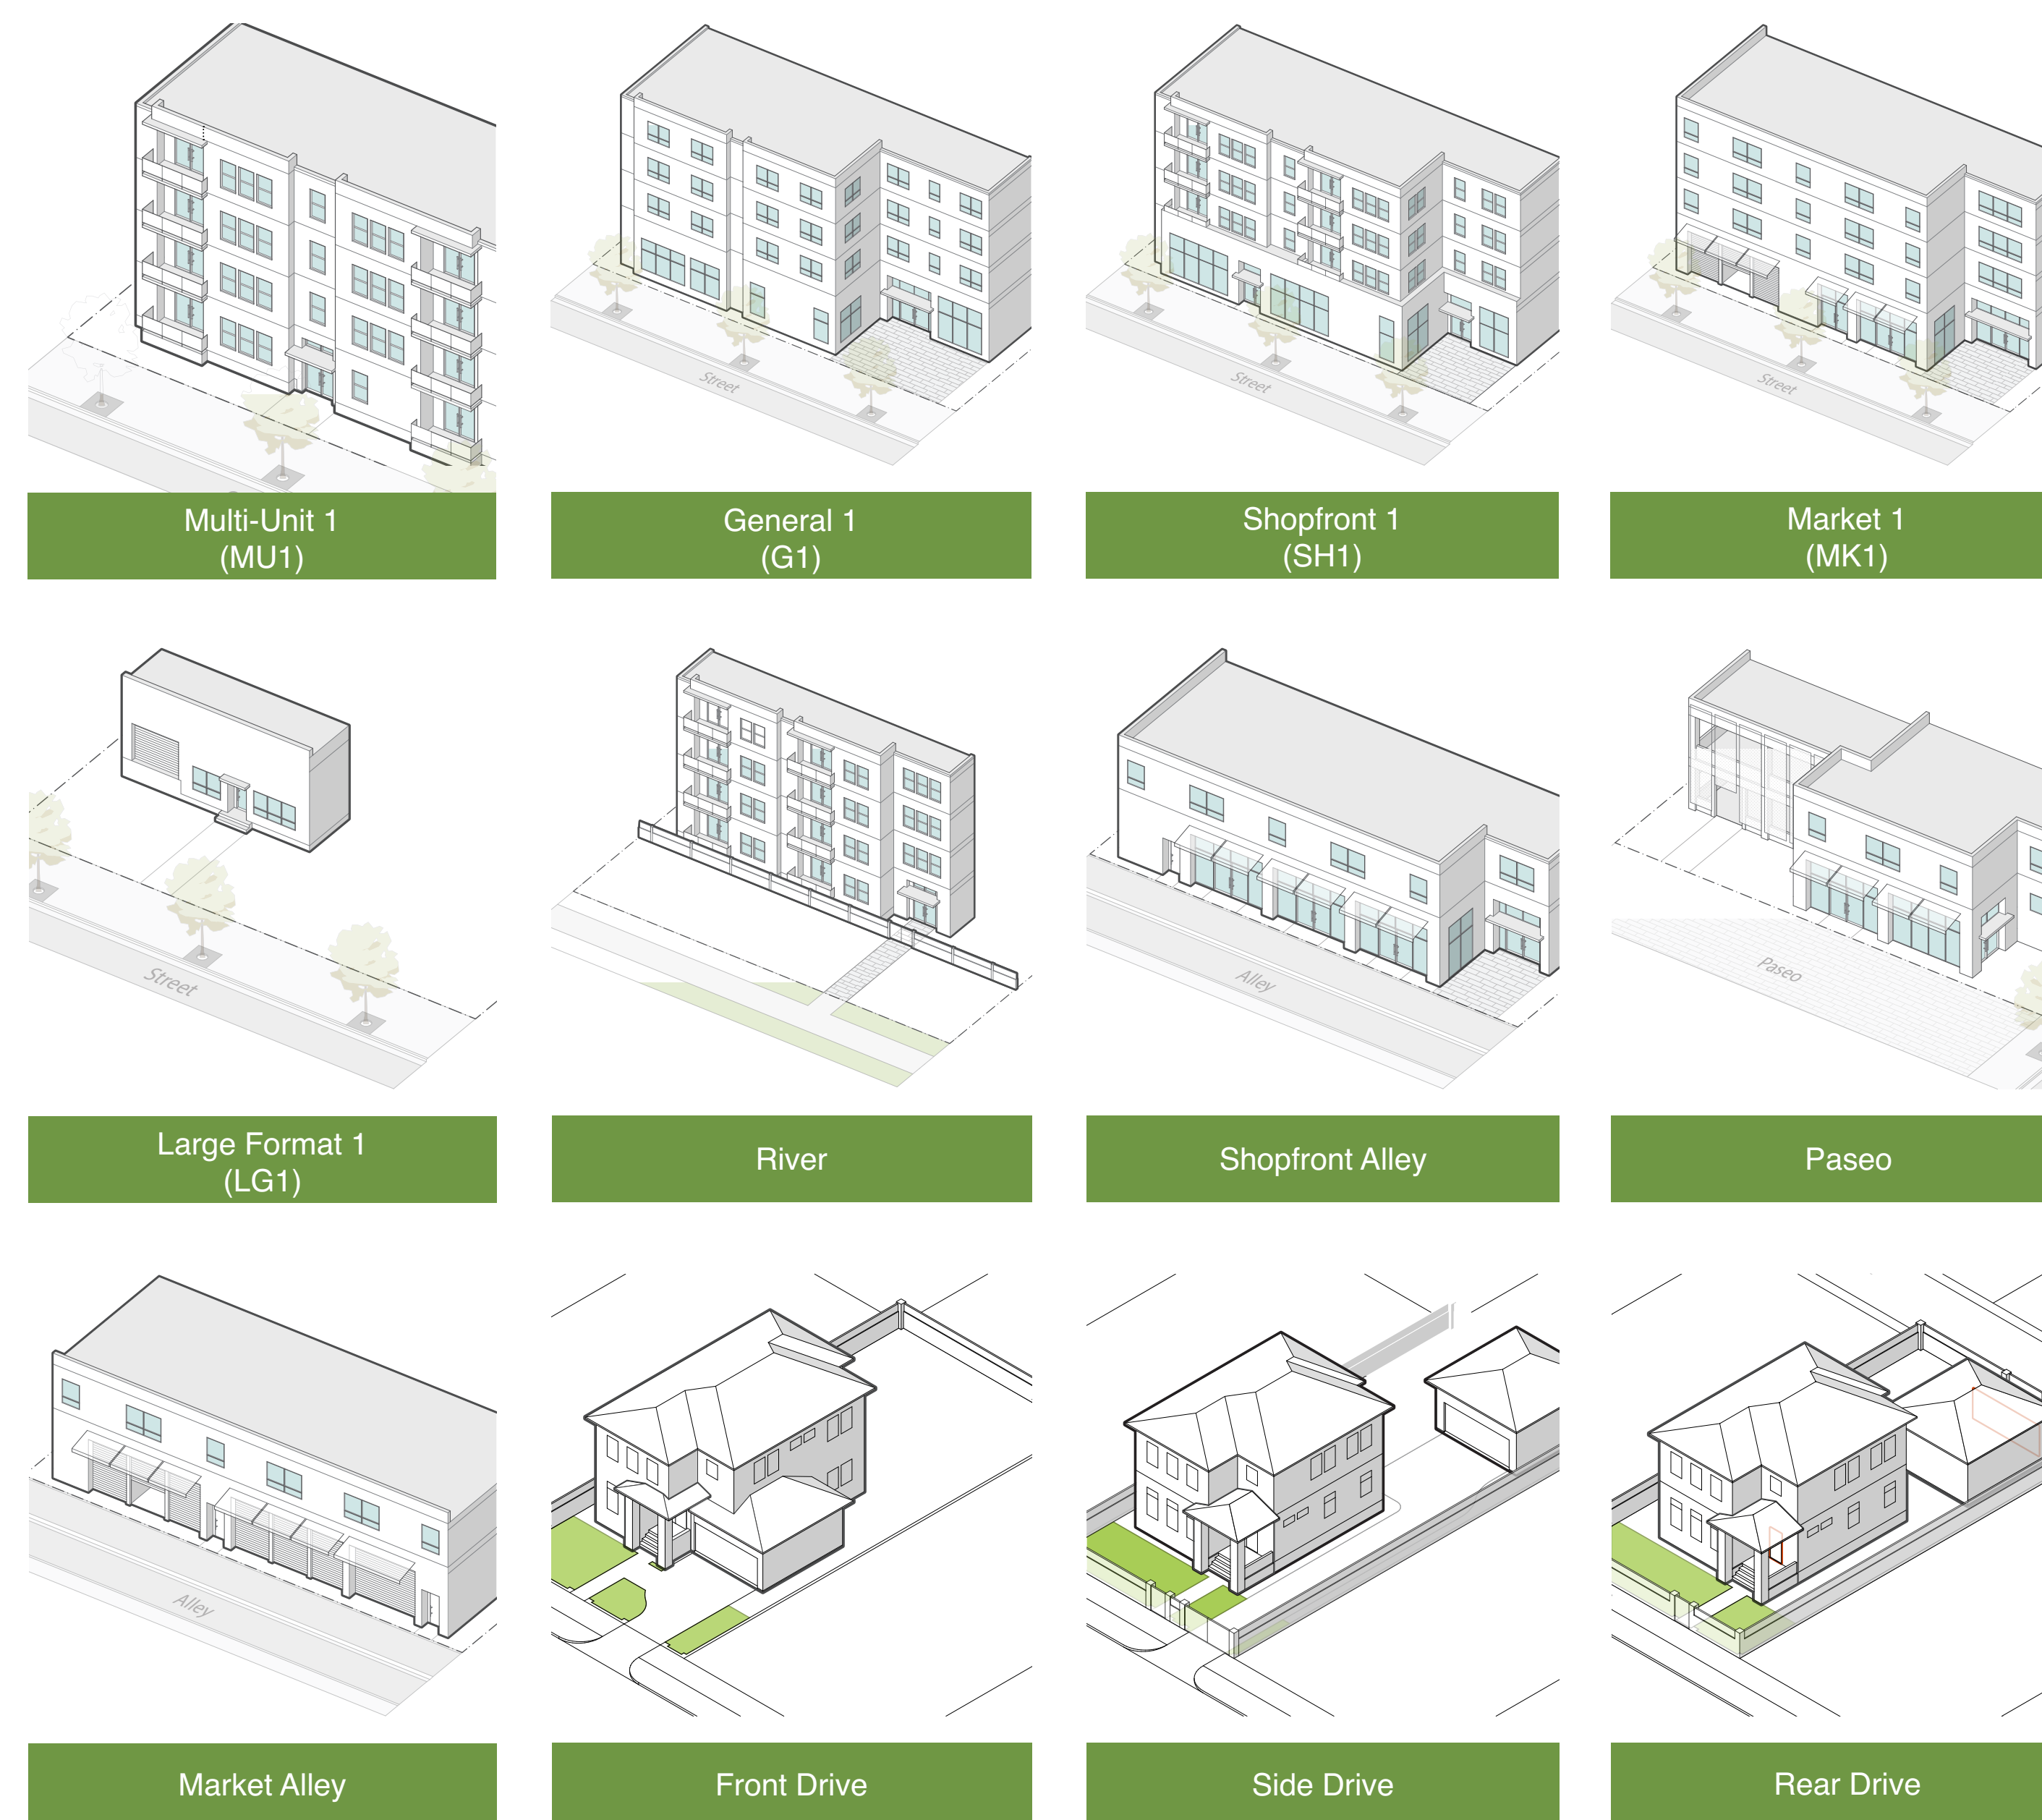 Street
Street
Street
Multi-Unit 1
(MU1)
General 1
(G1)
Shopfront 1
(SH1)
Market 1
(MK1)
Street
Alley
Paseo
Large Format 1
(LG1)
River
Shopfront Alley
Paseo
Alley
Market Alley
Front Drive
Side Drive
Rear Drive